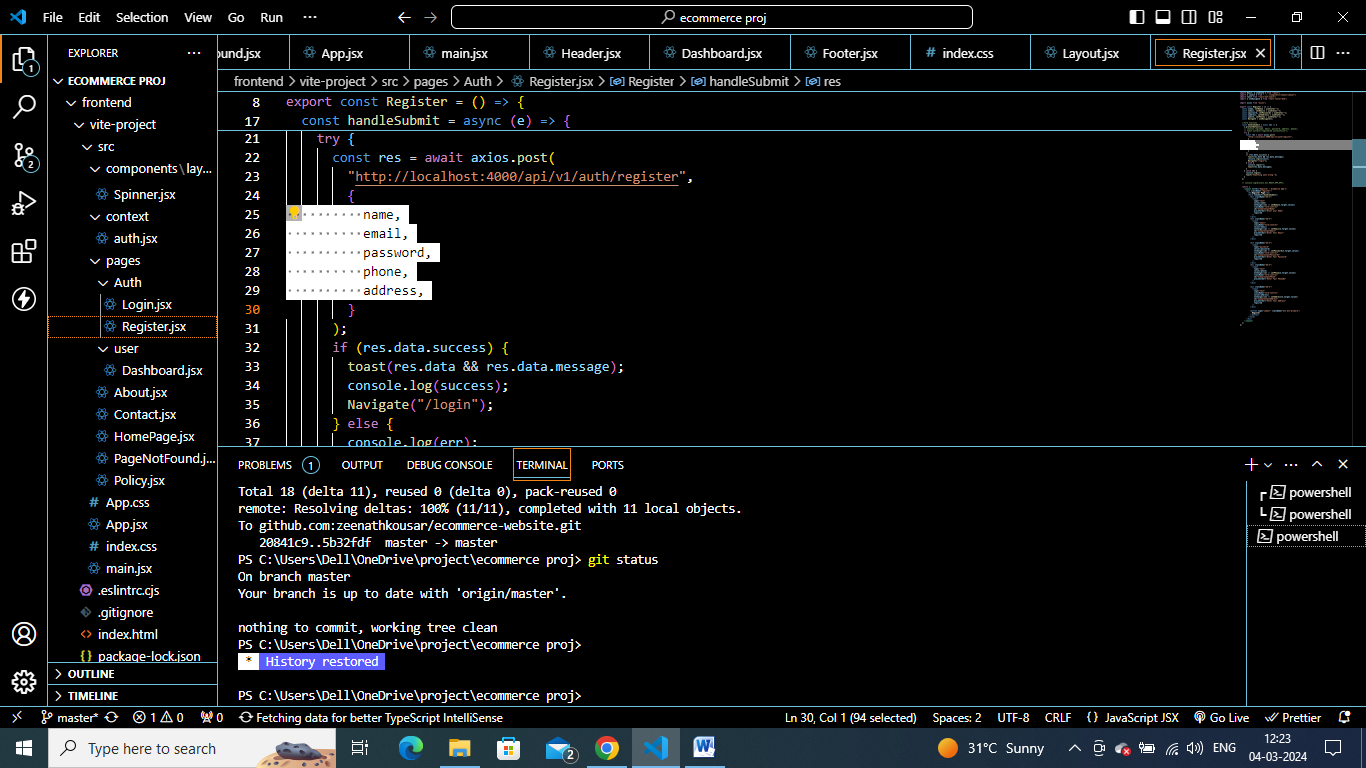 File Edit Selection View Go Run ··· ecommerce proj
EXPLORER ···
ECOMMERCE PROJ
frontend
vite-project
src
components\lay...
Spinner.jsx
context
auth.jsx
pages
Auth
Login.jsx
Register.jsx
user
Dashboard.jsx
About.jsx
Contact.jsx
HomePage.jsx
PageNotFound.j...
Policy.jsx
App.css
App.jsx
index.css
main.jsx
.eslintrc.cjs
.gitignore
index.html
package-lock.json
OUTLINE
TIMELINE
1
2
ound.jsx App.jsx main.jsx Header.jsx Dashboard.jsx Footer.jsx # index.css Layout.jsx Register.jsx
frontend > vite-project > src > pages > Auth > Register.jsx > Register > handleSubmit > res
8 export const Register = () => {
17 const handleSubmit = async (e) => {
21 try {
22 const res = await axios.post(
23 "http://localhost:4000/api/v1/auth/register",
24 {
25 name,
26 email,
27 password,
28 phone,
29 address,
30 }
31 );
32 if (res.data.success) {
33 toast(res.data && res.data.message);
34 console.log(success);
35 Navigate("/login");
36 } else {
37 console.log(err);
PROBLEMS 1 OUTPUT DEBUG CONSOLE TERMINAL PORTS
Total 18 (delta 11), reused 0 (delta 0), pack-reused 0
remote: Resolving deltas: 100% (11/11), completed with 11 local objects.
To github.com:zeenathkousar/ecommerce-website.git
20841c9..5b32fdf master -> master
PS C:\Users\Dell\OneDrive\project\ecommerce proj> git status
On branch master
Your branch is up to date with 'origin/master'.
nothing to commit, working tree clean
PS C:\Users\Dell\OneDrive\project\ecommerce proj>
* History restored
PS C:\Users\Dell\OneDrive\project\ecommerce proj>
powershell
powershell
powershell
master* 1 0 0 Fetching data for better TypeScript IntelliSense Ln 30, Col 1 (94 selected) Spaces: 2 UTF-8 CRLF {} JavaScript JSX Go Live Prettier
Type here to search 2 31°C Sunny ENG 12:23
04-03-2024